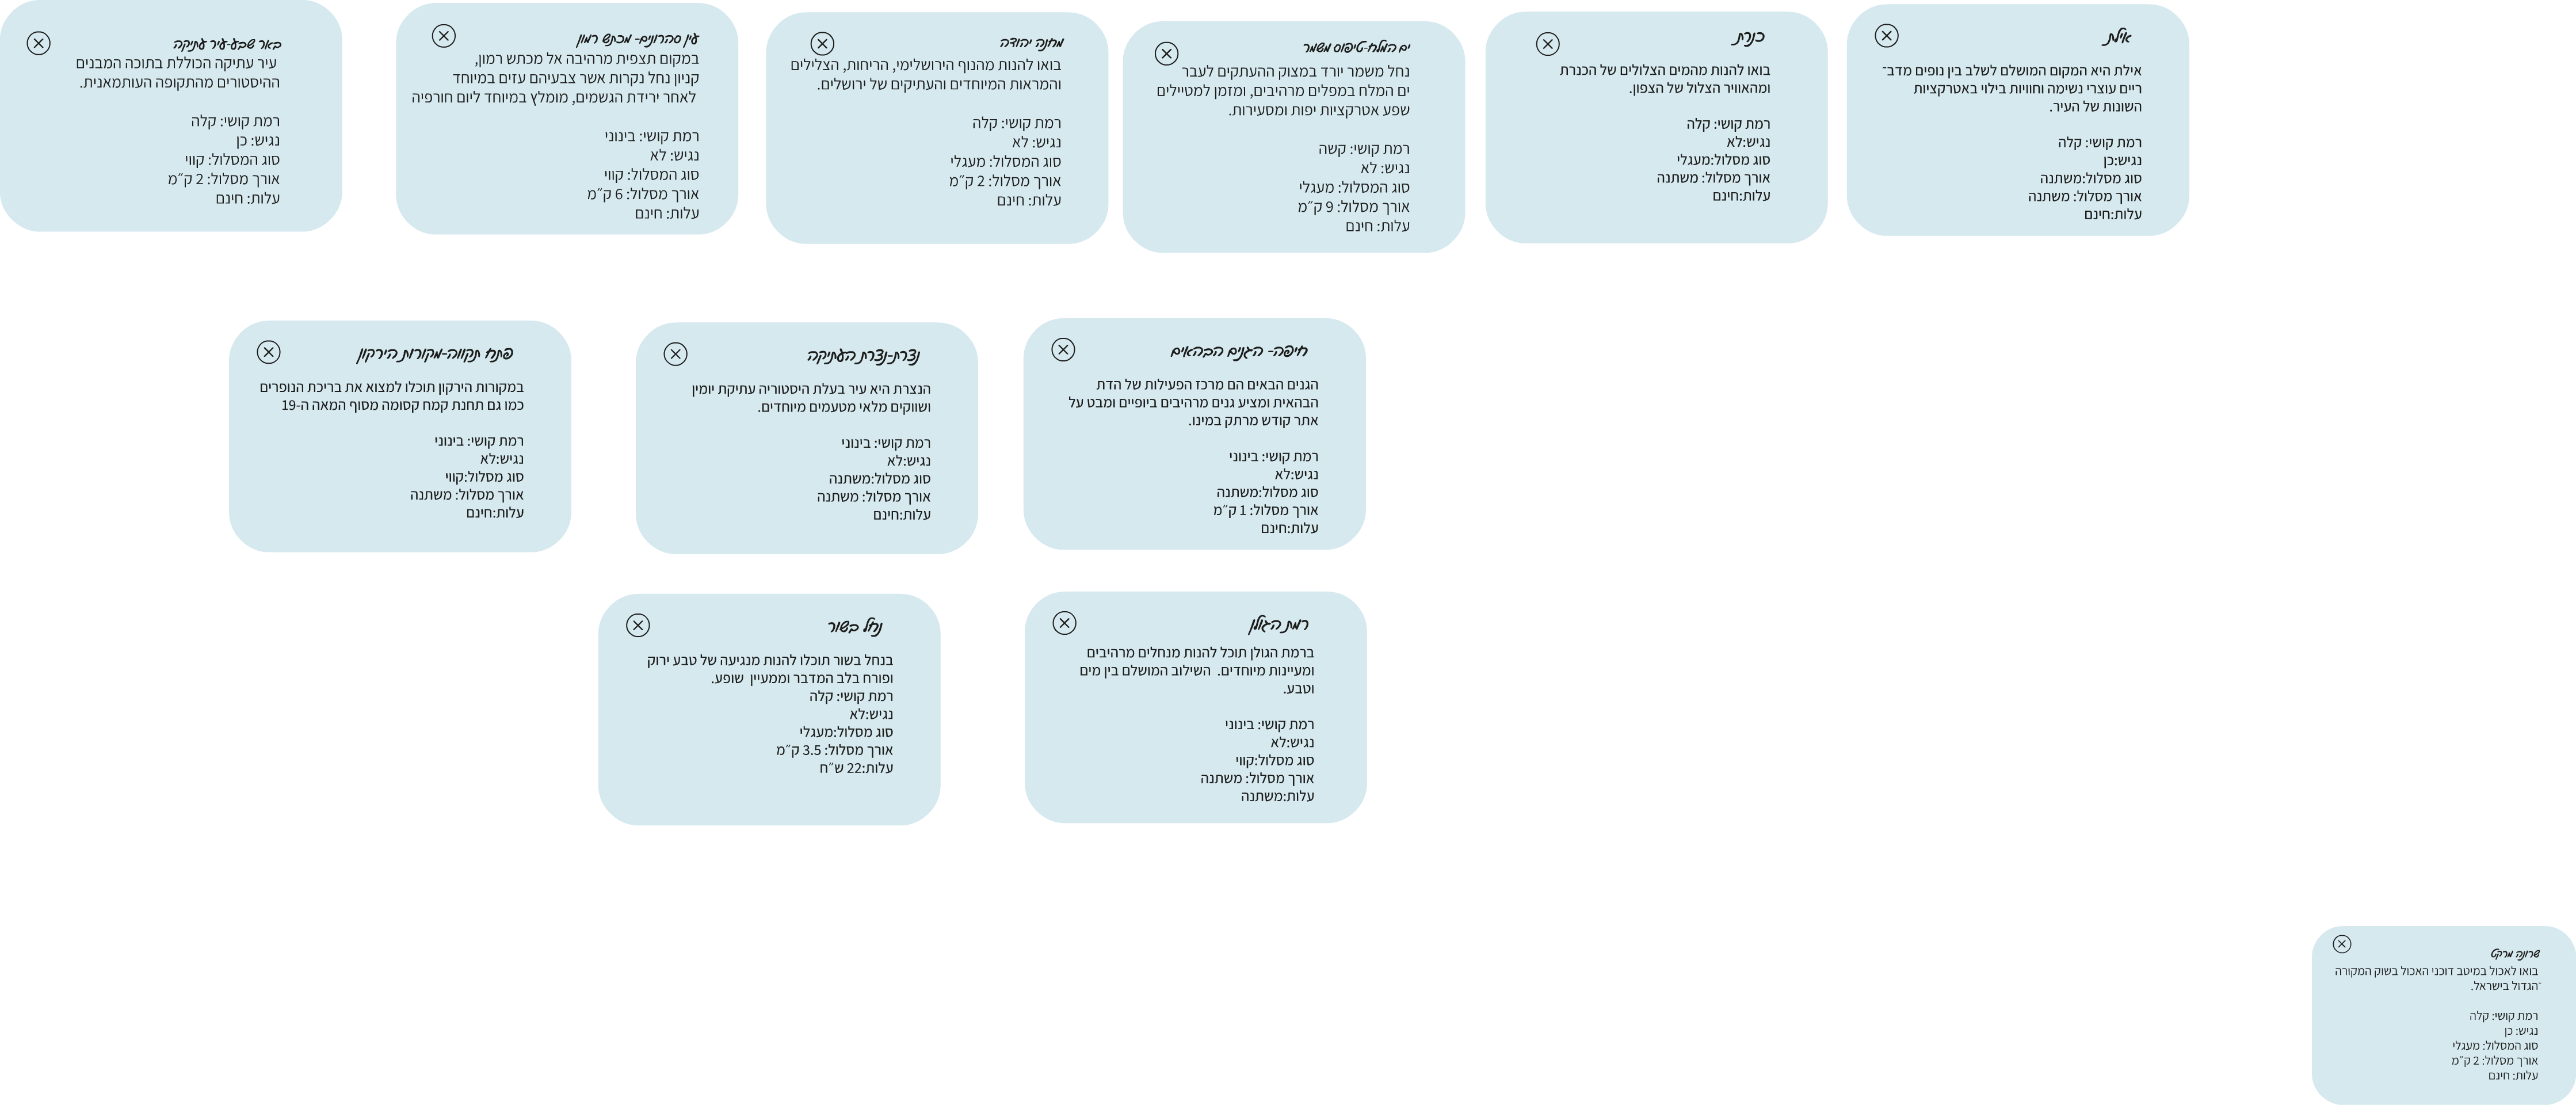 אילת
אילת היא המקום המושלם לשלב בין נופים מדב־
ריים עוצרי נשימה וחוויות בילוי באטרקציות
השונות של העיר.
רמת קושי: קלה
נגיש:כן
סוג מסלול:משתנה
אורך מסלול: משתנה
עלות:חינם
כנרת
בואו להנות מהמים הצלולים של הכנרת
ומהאוויר הצלול של הצפון.
רמת קושי: קלה
נגיש:לא
סוג מסלול:מעגלי
אורך מסלול: משתנה
עלות:חינם
ים המלח-טיפוס משמר
נחל משמר יורד במצוק ההעתקים לעבר
ים המלח במפלים מרהיבים, ומזמן למטיילים
שפע אטרקציות יפות ומסעירות.
רמת קושי: קשה
נגיש: לא
סוג המסלול: מעגלי
אורך מסלול: 9 ק״מ
עלות: חינם
מחנה יהודה
בואו להנות מהנוף הירושלימי, הריחות, הצלילים
והמראות המיוחדים והעתיקים של ירושלים.
רמת קושי: קלה
נגיש: לא
סוג המסלול: מעגלי
אורך מסלול: 2 ק״מ
עלות: חינם
עין סהרונים- מכתש רמון
במקום תצפית מרהיבה אל מכתש רמון,
קניון נחל נקרות אשר צבעיהם עזים במיוחד
לאחר ירידת הגשמים, מומלץ במיוחד ליום חורפיה
רמת קושי: בינוני
נגיש: לא
סוג המסלול: קווי
אורך מסלול: 6 ק״מ
עלות: חינם
באר שבע-עיר עתיקה
עיר עתיקה הכוללת בתוכה המבנים
ההיסטורים מהתקופה העותמאנית.
רמת קושי: קלה
נגיש: כן
סוג המסלול: קווי
אורך מסלול: 2 ק״מ
עלות: חינם
חיפה- הגנים הבהאים
הגנים הבאים הם מרכז הפעילות של הדת
הבהאית ומציע גנים מרהיבים ביופיים ומבט על
אתר קודש מרתק במינו.
רמת קושי: בינוני
נגיש:לא
סוג מסלול:משתנה
אורך מסלול: 1 ק״מ
עלות:חינם
נצרת-נצרת העתיקה
הנצרת היא עיר בעלת היסטוריה עתיקת יומין
ושווקים מלאי מטעמים מיוחדים.
רמת קושי: בינוני
נגיש:לא
סוג מסלול:משתנה
אורך מסלול: משתנה
עלות:חינם
פתח תקווה-מקורות הירקון
במקורות הירקון תוכלו למצוא את בריכת הנופרים
כמו גם תחנת קמח קסומה מסוף המאה ה-19
רמת קושי: בינוני
נגיש:לא
סוג מסלול:קווי
אורך מסלול: משתנה
עלות:חינם
רמת הגולן
ברמת הגולן תוכל להנות מנחלים מרהיבים
ומעיינות מיוחדים. השילוב המושלם בין מים
וטבע.
רמת קושי: בינוני
נגיש:לא
סוג מסלול:קווי
אורך מסלול: משתנה
עלות:משתנה
נחל בשור
בנחל בשור תוכלו להנות מנגיעה של טבע ירוק
ופורח בלב המדבר וממעיין שופע.
רמת קושי: קלה
נגיש:לא
סוג מסלול:מעגלי
אורך מסלול: 3.5 ק״מ
עלות:22 ש״ח
שרונה מרקט
בואו לאכול במיטב דוכני האכול בשוק המקורה
־הגדול בישראל.
רמת קושי: קלה
נגיש: כן
סוג המסלול: מעגלי
אורך מסלול: 2 ק״מ
עלות: חינם